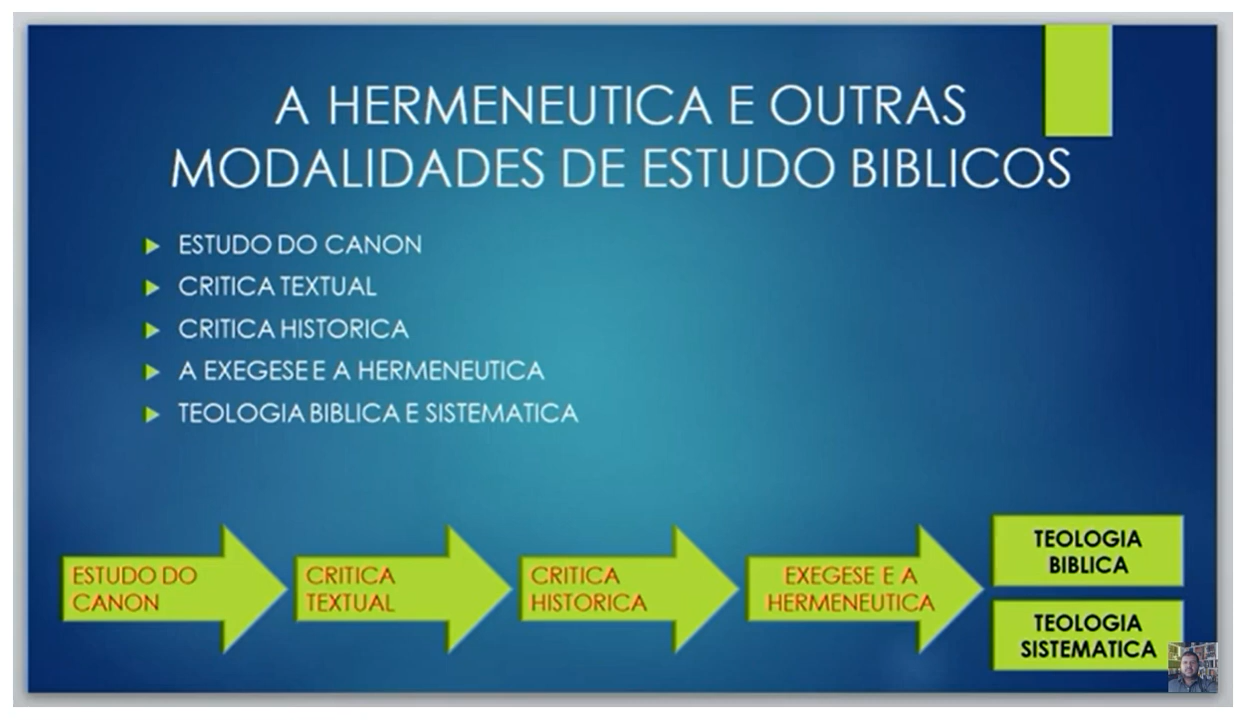 A HERMENEUTICA E OUTRAS
MODALIDADES DE ESTUDO BIBLICOS
ESTUDO DO CANON
CRITICA TEXTUAL
CRITICA HISTORICA
A EXEGESE E A HERMENEUTICA
TEOLOGIA BIBLICA E SISTEMATICA
ESTUDO DO
CANON
CRITICA
TEXTUAL
CRITICA
HISTORICA
EXEGESE E A
HERMENEUTICA
TEOLOGIA
BIBLICA
TEOLOGIA
SISTEMATICA